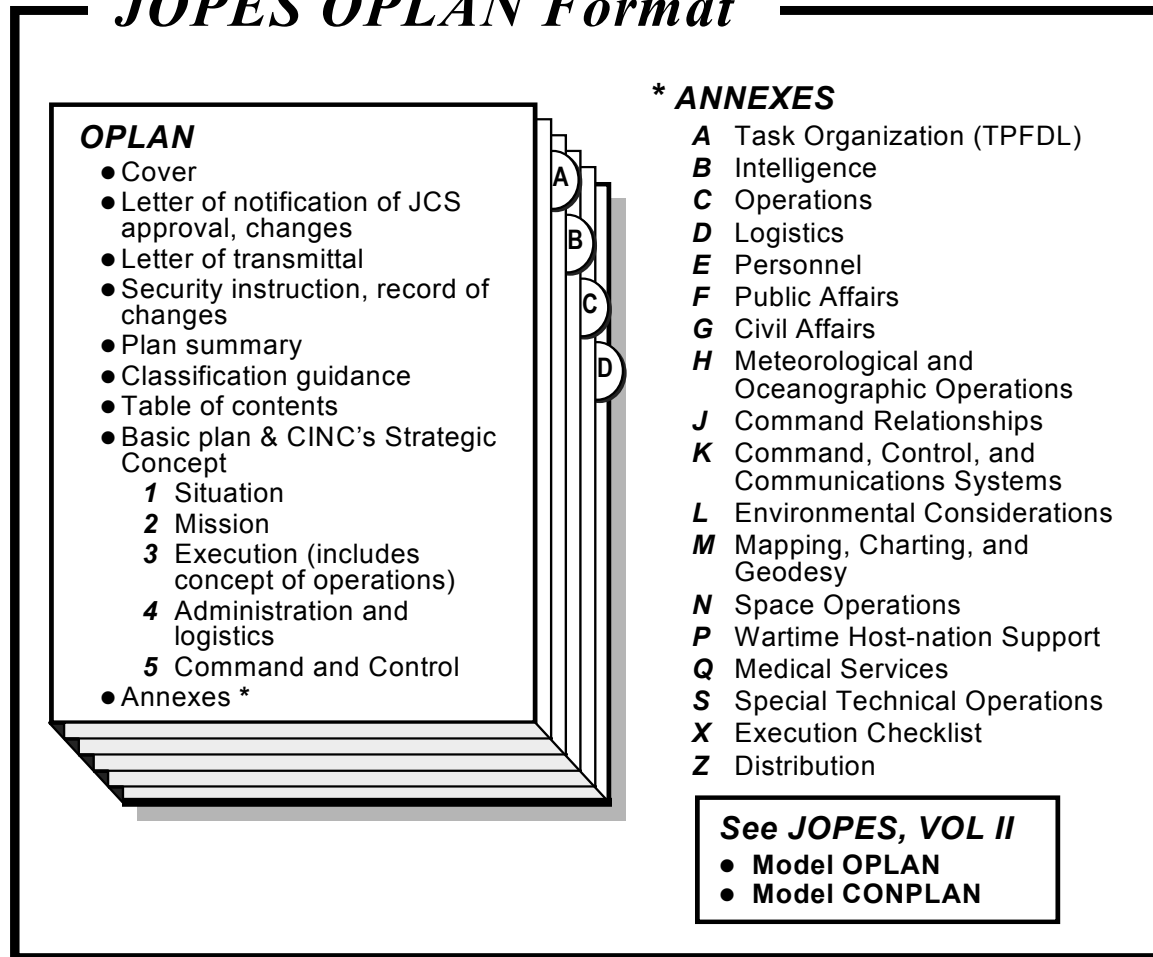 JOPES OPLAN Format
OPLAN
● Cover
● Letter of notification of JCS
approval, changes
● Letter of transmittal
● Security instruction, record of
changes
● Plan summary
● Classification guidance
● Table of contents
● Basic plan & CINC's Strategic
Concept
1 Situation
2 Mission
3 Execution (includes
concept of operations)
4 Administration and
logistics
5 Command and Control
● Annexes *
A
B
C
D
* ANNEXES
A Task Organization (TPFDL)
B Intelligence
C Operations
D Logistics
E Personnel
F Public Affairs
G Civil Affairs
H Meteorological and
Oceanographic Operations
J Command Relationships
K Command, Control, and
Communications Systems
L Environmental Considerations
M Mapping, Charting, and
Geodesy
N Space Operations
P Wartime Host-nation Support
Q Medical Services
S Special Technical Operations
X Execution Checklist
Z Distribution
See JOPES, VOL II
● Model OPLAN
● Model CONPLAN